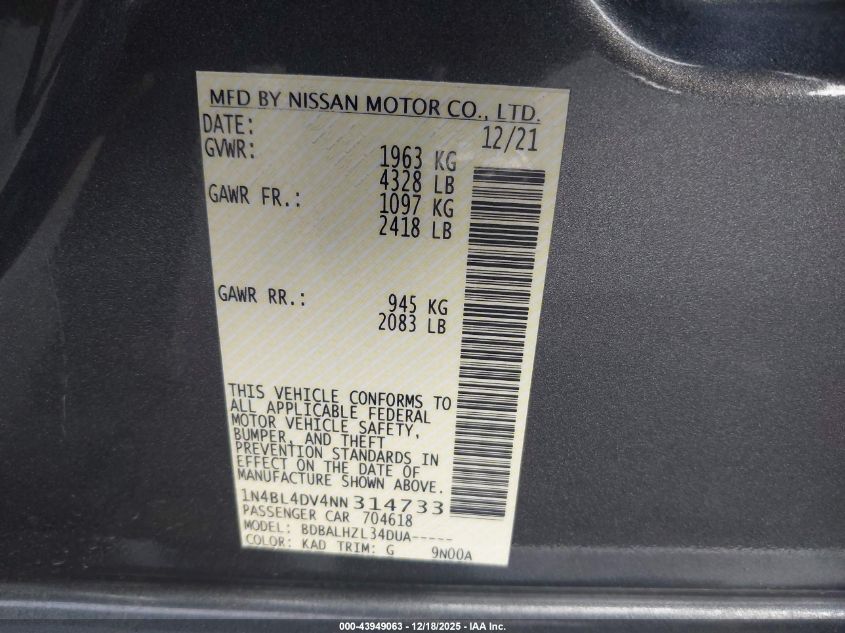 MFD BY NISSAN MOTOR CO., LTD.
DATE: 12/21
GVWR: 1963 KG
4328 LB
GAWR FR.: 1097 KG
2418 LB
GAWR RR.: 945 KG
2083 LB
THIS VEHICLE CONFORMS TO
ALL APPLICABLE FEDERAL
MOTOR VEHICLE SAFETY,
BUMPER, AND THEFT
PREVENTION STANDARDS IN
EFFECT ON THE DATE OF
MANUFACTURE SHOWN ABOVE.
1N4BL4DV4NN314733
PASSENGER CAR 704618
MODEL: BDBALHZL34DUA-----
COLOR: KAD TRIM: G 9N00A
000-43949063 - 12/18/2025 - IAA Inc.